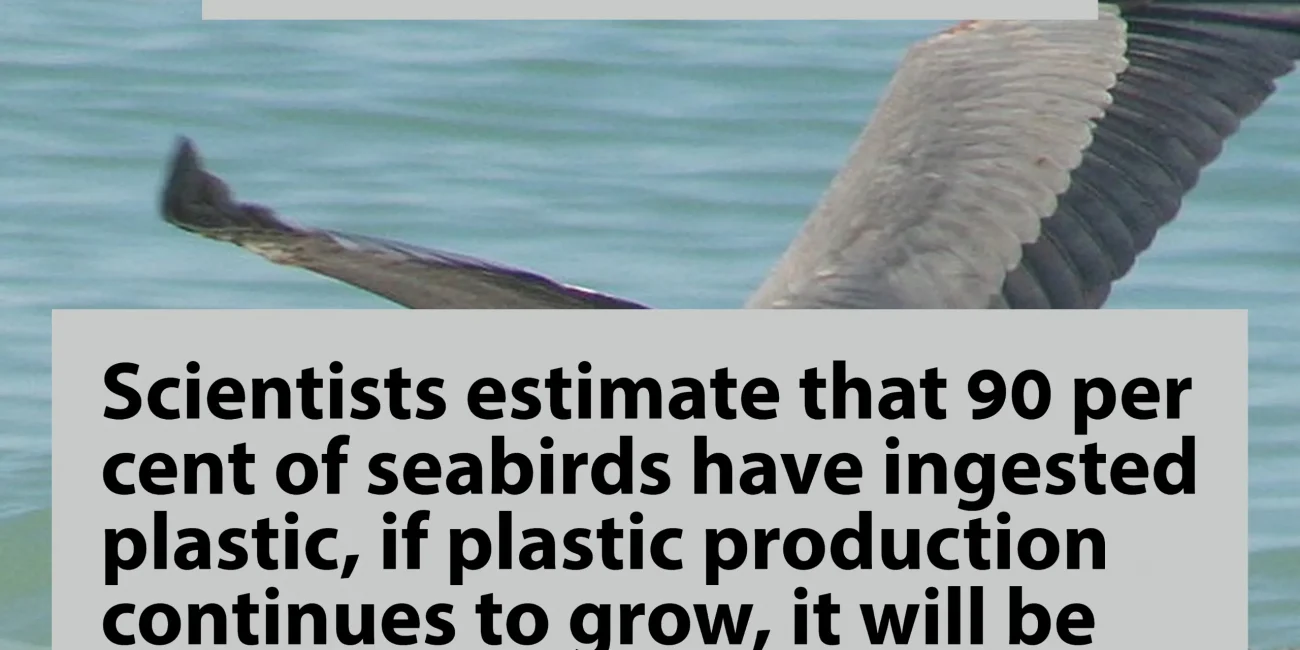 Scientists estimate that 90 per
cent of seabirds have ingested
plastic, if plastic production
continues to grow, it will be